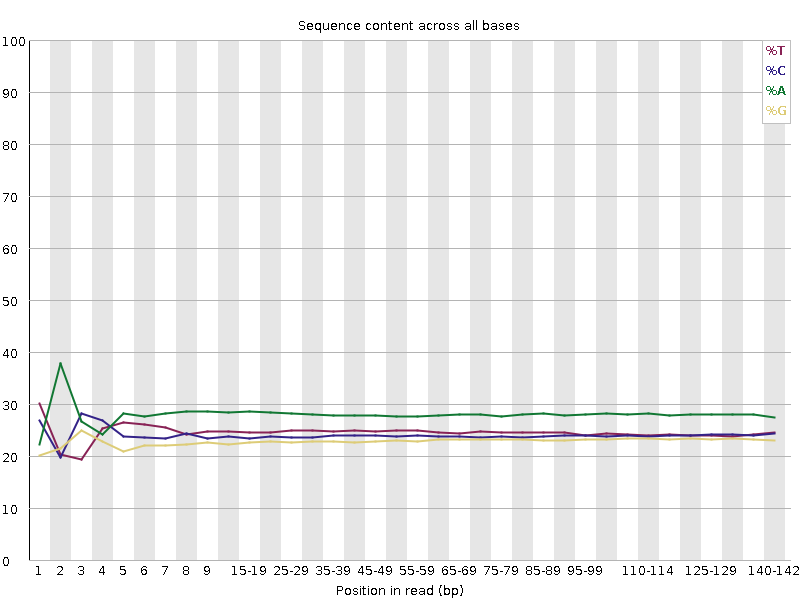 Sequence content across all bases
%T
%C
%A
%G
100
90
80
70
60
50
40
30
20
10
0
1 2 3 4 5 6 7 8 9 15-19 25-29 35-39 45-49 55-59 65-69 75-79 85-89 95-99 110-114 125-129 140-142
Position in read (bp)